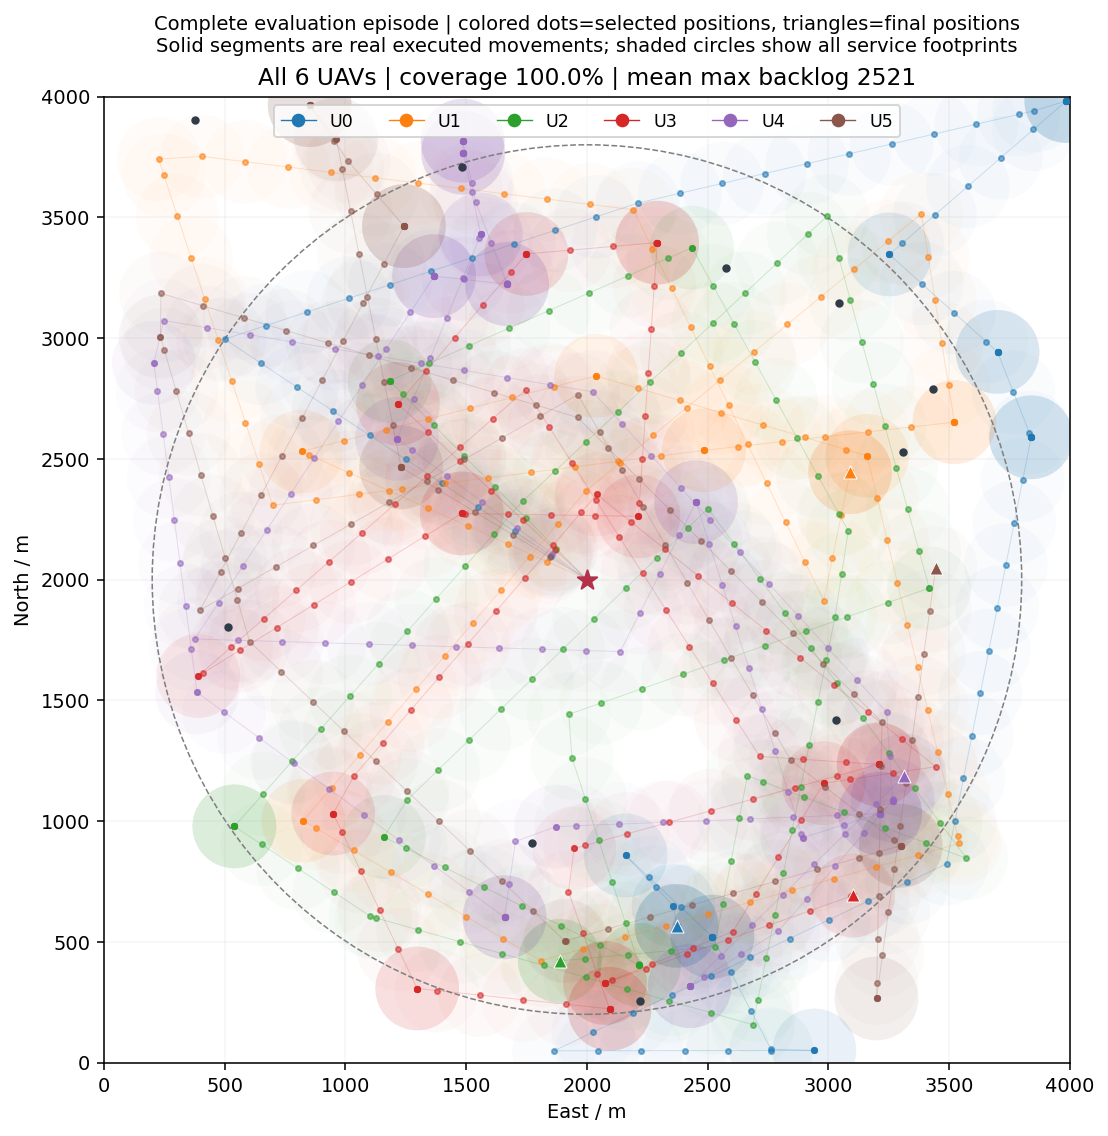 Complete evaluation episode | colored dots=selected positions, triangles=final positions
Solid segments are real executed movements; shaded circles show all service footprints
All 6 UAVs | coverage 100.0% | mean max backlog 2521
U0 U1 U2 U3 U4 U5
4000
3500
3000
2500
2000
1500
1000
500
0
North / m
0 500 1000 1500 2000 2500 3000 3500 4000
East / m